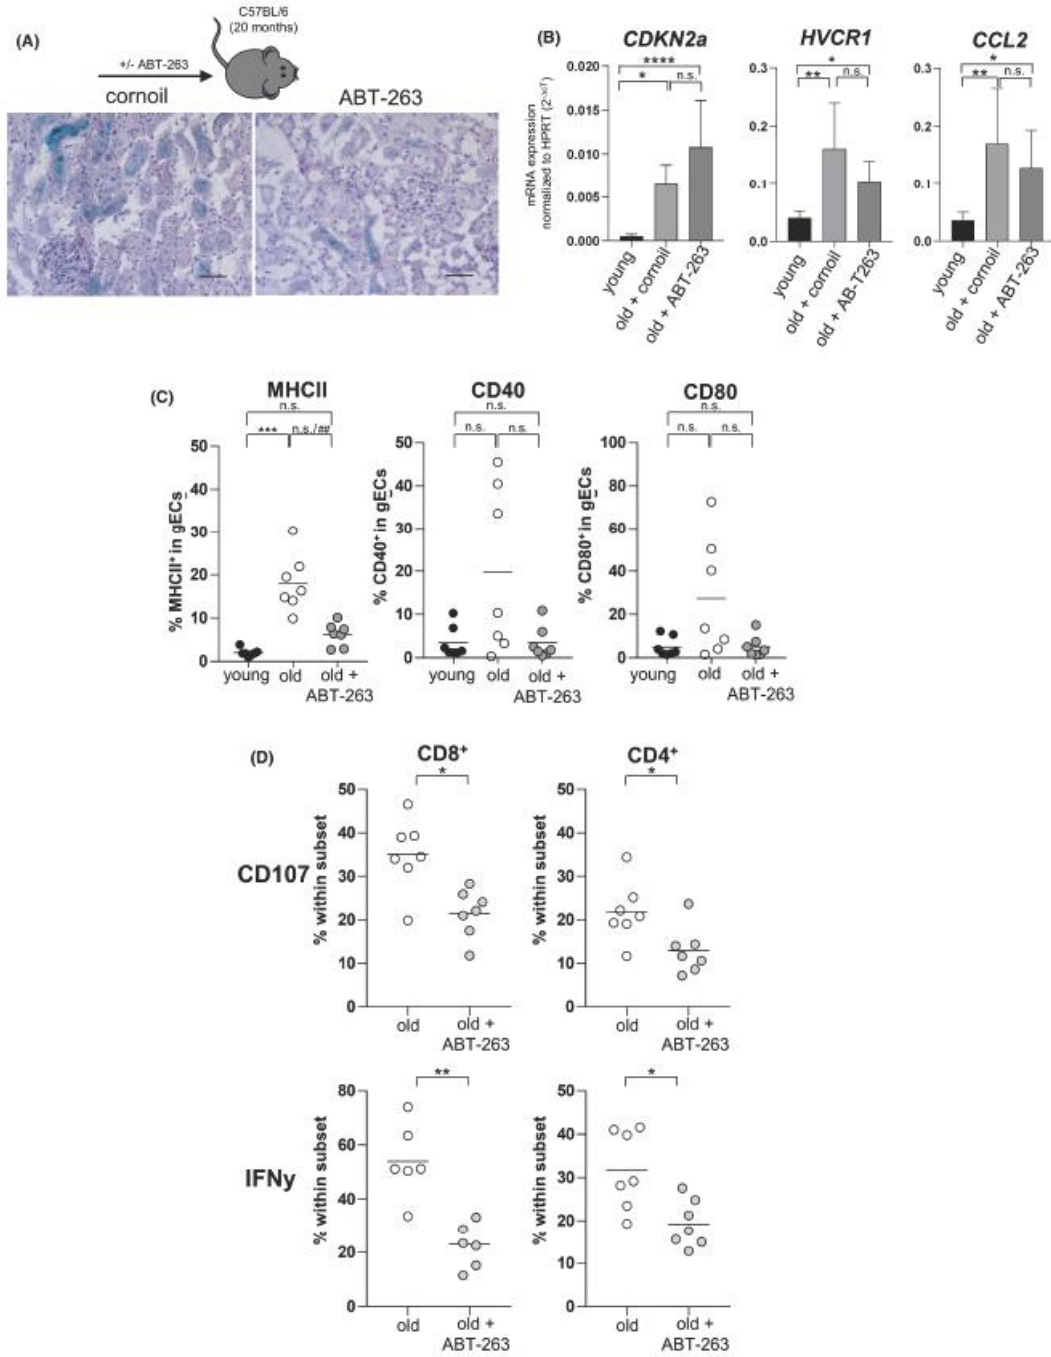 (A)
C57BL/6
(20 months)
+/- ABT-263
cornoil
ABT-263
(B)
CDKN2a
HVCR1
CCL2
****
*
n.s.
*
**
n.s.
*
**
n.s.
mRNA expression
normalized to HPRT
0.020
0.015
0.010
0.005
0.000
0.3
0.2
0.1
0.0
0.3
0.2
0.1
0.0
young
old + cornoil
old + ABT-263
young
old + cornoil
old + AB-T263
young
old + cornoil
old + ABT-263
(C)
MHCII
n.s.
***
n.s./##
% MHCII⁺ in gECs
50
40
30
20
10
0
young
old
old +
ABT-263
CD40
n.s.
n.s.
n.s.
% CD40⁺ in gECs
50
40
30
20
10
0
young
old
old +
ABT-263
CD80
n.s.
n.s.
n.s.
% CD80⁺ in gECs
100
80
60
40
20
0
young
old
old +
ABT-263
(D)
CD8⁺
CD4⁺
CD107
*
% within subset
50
40
30
20
10
0
old
old +
ABT-263
*
% within subset
50
40
30
20
10
0
old
old +
ABT-263
IFNy
**
% within subset
80
60
40
20
0
old
old +
ABT-263
*
% within subset
50
40
30
20
10
0
old
old +
ABT-263